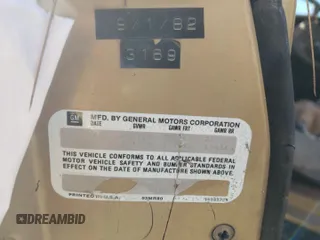 9/1/82
3169
GM
MFD. BY GENERAL MOTORS CORPORATION
DATE GVWR GAWR FRT GAWR RR
THIS VEHICLE CONFORMS TO ALL APPLICABLE FEDERAL
MOTOR VEHICLE SAFETY AND BUMPER STANDARDS IN
EFFECT ON THE DATE OF MANUFACTURE SHOWN ABOVE.
PRINTED IN U.S.A.
DREAMBID